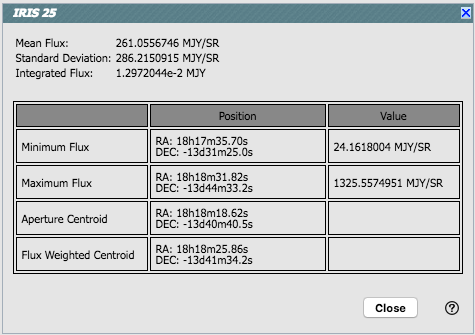 IRIS 25
Mean Flux: 261.0556746 MJY/SR
Standard Deviation: 286.2150915 MJY/SR
Integrated Flux: 1.2972044e-2 MJY
Position Value
Minimum Flux RA: 18h17m35.70s 24.1618004 MJY/SR
DEC: -13d31m25.0s
Maximum Flux RA: 18h18m31.82s 1325.5574951 MJY/SR
DEC: -13d44m33.2s
Aperture Centroid RA: 18h18m18.62s
DEC: -13d40m40.5s
Flux Weighted Centroid RA: 18h18m25.86s
DEC: -13d41m34.2s
Close ?